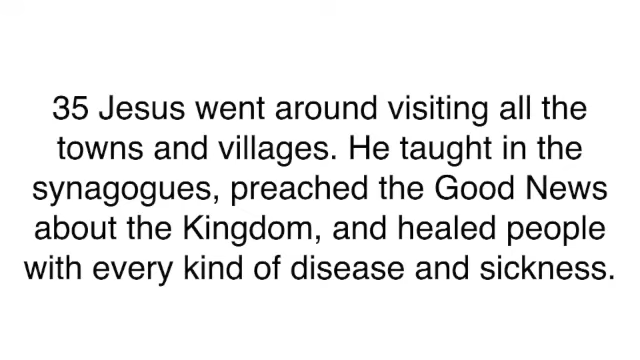 35 Jesus went around visiting all the
towns and villages. He taught in the
synagogues, preached the Good News
about the Kingdom, and healed people
with every kind of disease and sickness.